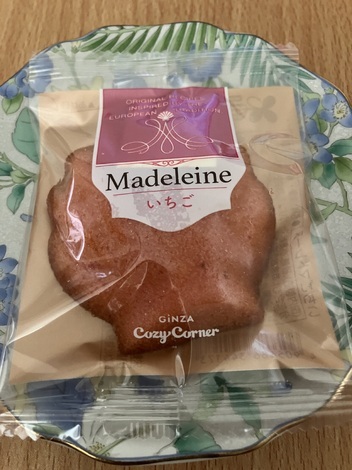 ORIGINAL
INSPIRED
EUROPEAN
Madeleine
いちご
GiNZA
Cozy Corner